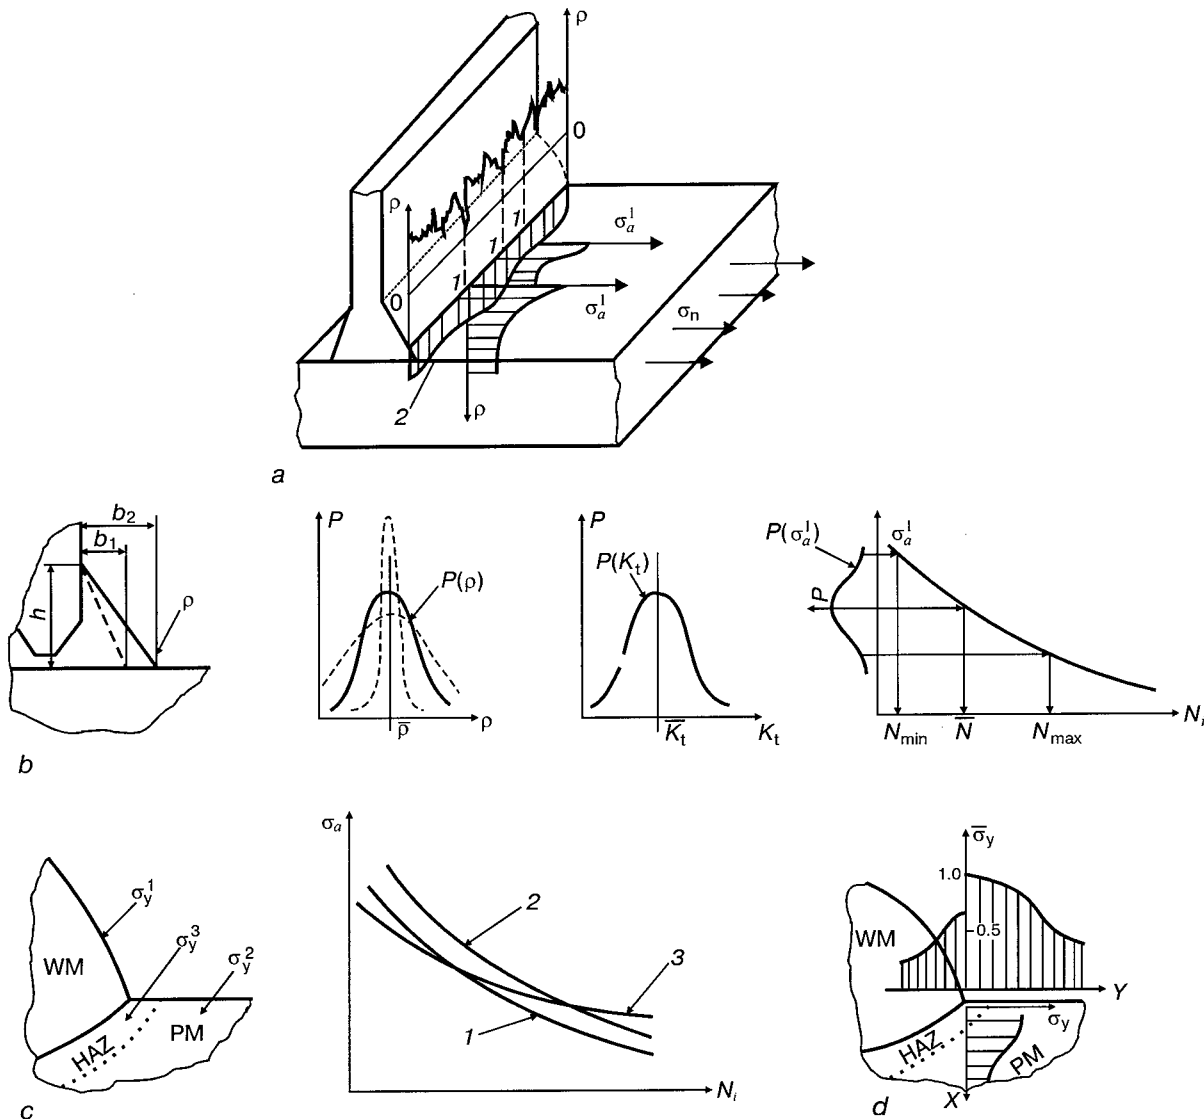 ρ
0
ρ
1
1
1
0
σ_a^1
σ_a^1
σ_n
2
ρ
a
b₂
b₁
h
ρ
P
P(ρ)
ρ̄
ρ
P
P(K_t)
K̄_t
K_t
P(σ_a^1)
σ_a^1
P
N_min
N̄
N_max
N_i
b
σ_y^1
σ_y^3
σ_y^2
WM
HAZ
PM
c
σ_a
2
3
1
N_i
σ̄_y
1.0
0.5
WM
Y
σ_y
HAZ
PM
X
d